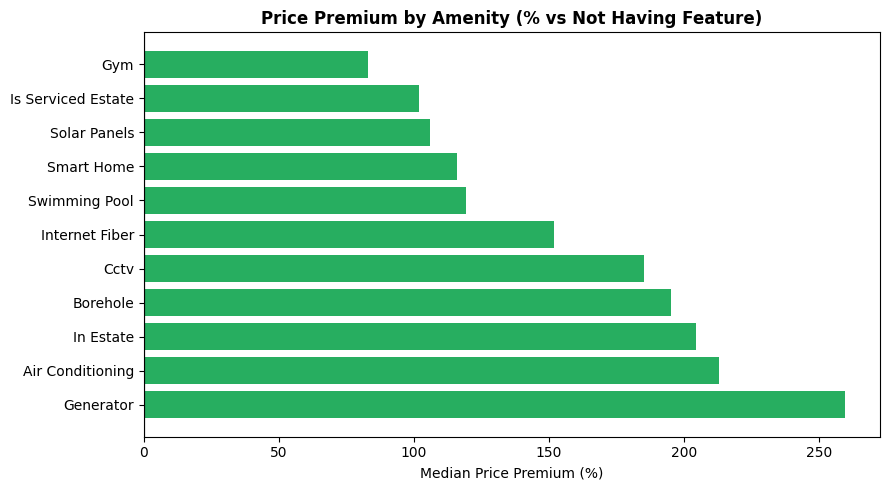 Price Premium by Amenity (% vs Not Having Feature)
Gym
Is Serviced Estate
Solar Panels
Smart Home
Swimming Pool
Internet Fiber
Cctv
Borehole
In Estate
Air Conditioning
Generator
0 50 100 150 200 250
Median Price Premium (%)